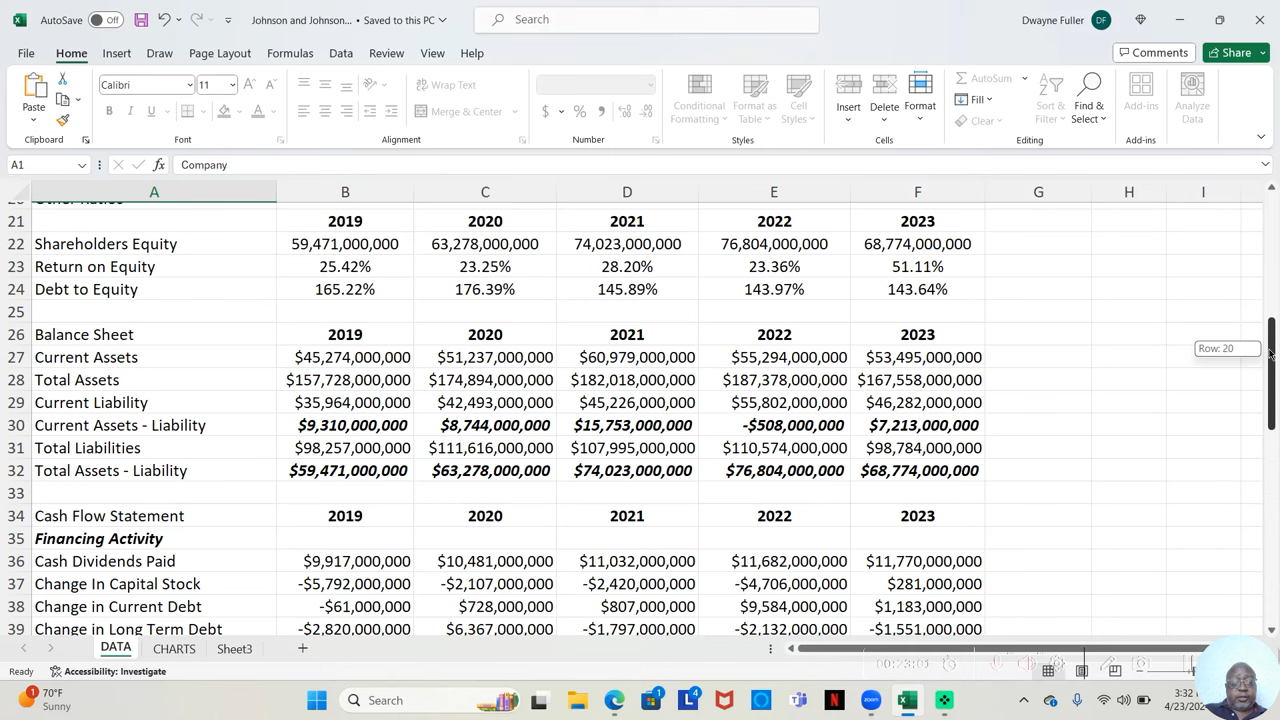 AutoSave Off Johnson and Johnson... • Saved to this PC Search Dwayne Fuller DF
File Home Insert Draw Page Layout Formulas Data Review View Help Comments Share
Calibri 11 Wrap Text
Paste B I U Merge & Center $ % Conditional Formatting Format as Table Cell Styles Insert Delete Format AutoSum Fill Clear Sort & Filter Find & Select Add-ins Analyze Data
Clipboard Font Alignment Number Styles Cells Editing Add-ins
A1 fx Company
A B C D E F G H I
20 Other Ratios
21 2019 2020 2021 2022 2023
22 Shareholders Equity 59,471,000,000 63,278,000,000 74,023,000,000 76,804,000,000 68,774,000,000
23 Return on Equity 25.42% 23.25% 28.20% 23.36% 51.11%
24 Debt to Equity 165.22% 176.39% 145.89% 143.97% 143.64%
25
26 Balance Sheet 2019 2020 2021 2022 2023
27 Current Assets $45,274,000,000 $51,237,000,000 $60,979,000,000 $55,294,000,000 $53,495,000,000
Row: 20
28 Total Assets $157,728,000,000 $174,894,000,000 $182,018,000,000 $187,378,000,000 $167,558,000,000
29 Current Liability $35,964,000,000 $42,493,000,000 $45,226,000,000 $55,802,000,000 $46,282,000,000
30 Current Assets - Liability $9,310,000,000 $8,744,000,000 $15,753,000,000 -$508,000,000 $7,213,000,000
31 Total Liabilities $98,257,000,000 $111,616,000,000 $107,995,000,000 $110,574,000,000 $98,784,000,000
32 Total Assets - Liability $59,471,000,000 $63,278,000,000 $74,023,000,000 $76,804,000,000 $68,774,000,000
33
34 Cash Flow Statement 2019 2020 2021 2022 2023
35 Financing Activity
36 Cash Dividends Paid $9,917,000,000 $10,481,000,000 $11,032,000,000 $11,682,000,000 $11,770,000,000
37 Change In Capital Stock -$5,792,000,000 -$2,107,000,000 -$2,420,000,000 -$4,706,000,000 $281,000,000
38 Change in Current Debt -$61,000,000 $728,000,000 $807,000,000 $9,584,000,000 $1,183,000,000
39 Change in Long Term Debt -$2,820,000,000 $6,367,000,000 -$1,797,000,000 -$2,132,000,000 -$1,551,000,000
DATA CHARTS Sheet3
Ready Accessibility: Investigate
1 70°F Search 1 4 3:32
Sunny 4/23/